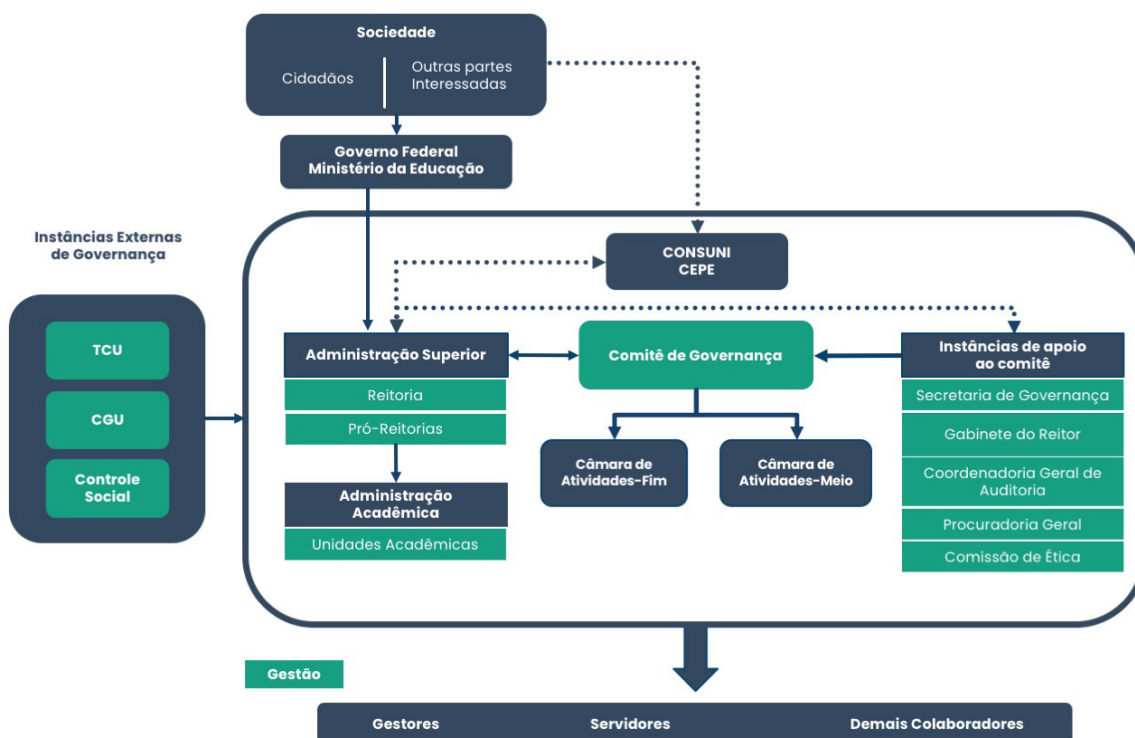 Sociedade
Cidadãos
Outras partes
Interessadas
Governo Federal
Ministério da Educação
Instâncias Externas
de Governança
TCU
CGU
Controle
Social
CONSUNI
CEPE
Administração Superior
Reitoria
Pró-Reitorias
Administração
Acadêmica
Unidades Acadêmicas
Comitê de Governança
Câmara de
Atividades-Fim
Câmara de
Atividades-Meio
Instâncias de apoio
ao comitê
Secretaria de Governança
Gabinete do Reitor
Coordenadoria Geral de
Auditoria
Procuradoria Geral
Comissão de Ética
Gestão
Gestores
Servidores
Demais Colaboradores